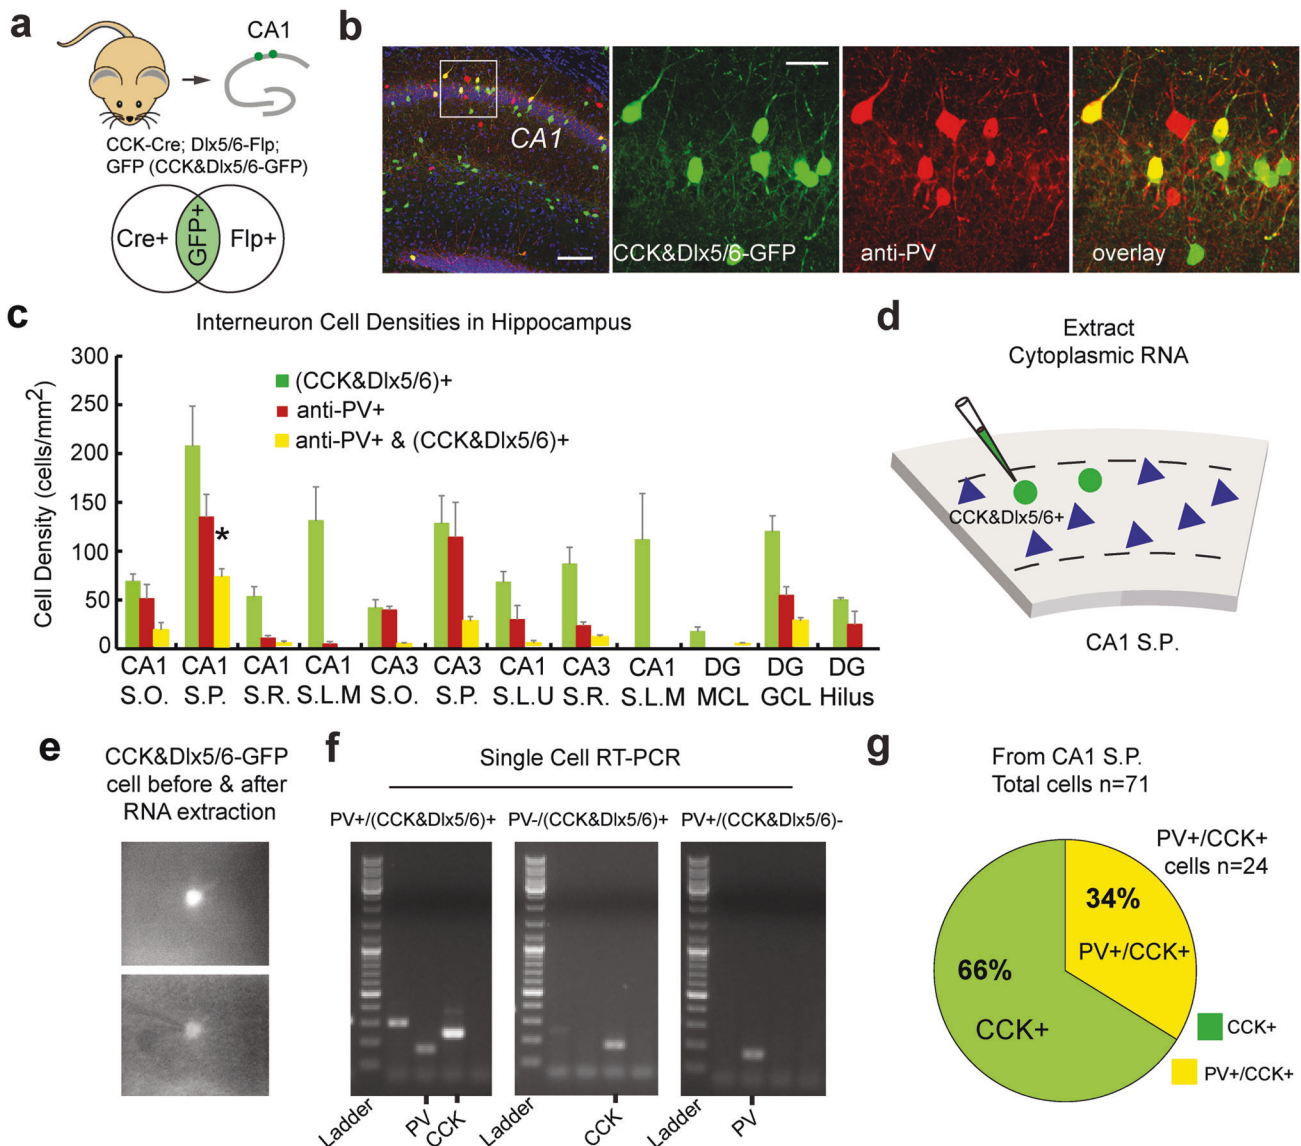 a
CA1
CCK-Cre; Dlx5/6-Flp;
GFP (CCK&Dlx5/6-GFP)
Cre+
GFP+
Flp+
b
CA1
CCK&Dlx5/6-GFP
anti-PV
overlay
c
Interneuron Cell Densities in Hippocampus
Cell Density (cells/mm2)
300
250
200
150
100
50
0
(CCK&Dlx5/6)+
anti-PV+
anti-PV+ & (CCK&Dlx5/6)+
*
CA1 CA1 CA1 CA1 CA3 CA3 CA1 CA3 CA1 DG DG DG
S.O. S.P. S.R. S.L.M S.O. S.P. S.L.U S.R. S.L.M MCL GCL Hilus
d
Extract
Cytoplasmic RNA
CCK&Dlx5/6+
CA1 S.P.
e
CCK&Dlx5/6-GFP
cell before & after
RNA extraction
f
Single Cell RT-PCR
PV+/(CCK&Dlx5/6)+
PV-/(CCK&Dlx5/6)+
PV+/(CCK&Dlx5/6)-
Ladder
PV
CCK
Ladder
CCK
Ladder
PV
g
From CA1 S.P.
Total cells n=71
PV+/CCK+
cells n=24
34%
PV+/CCK+
66%
CCK+
CCK+
PV+/CCK+